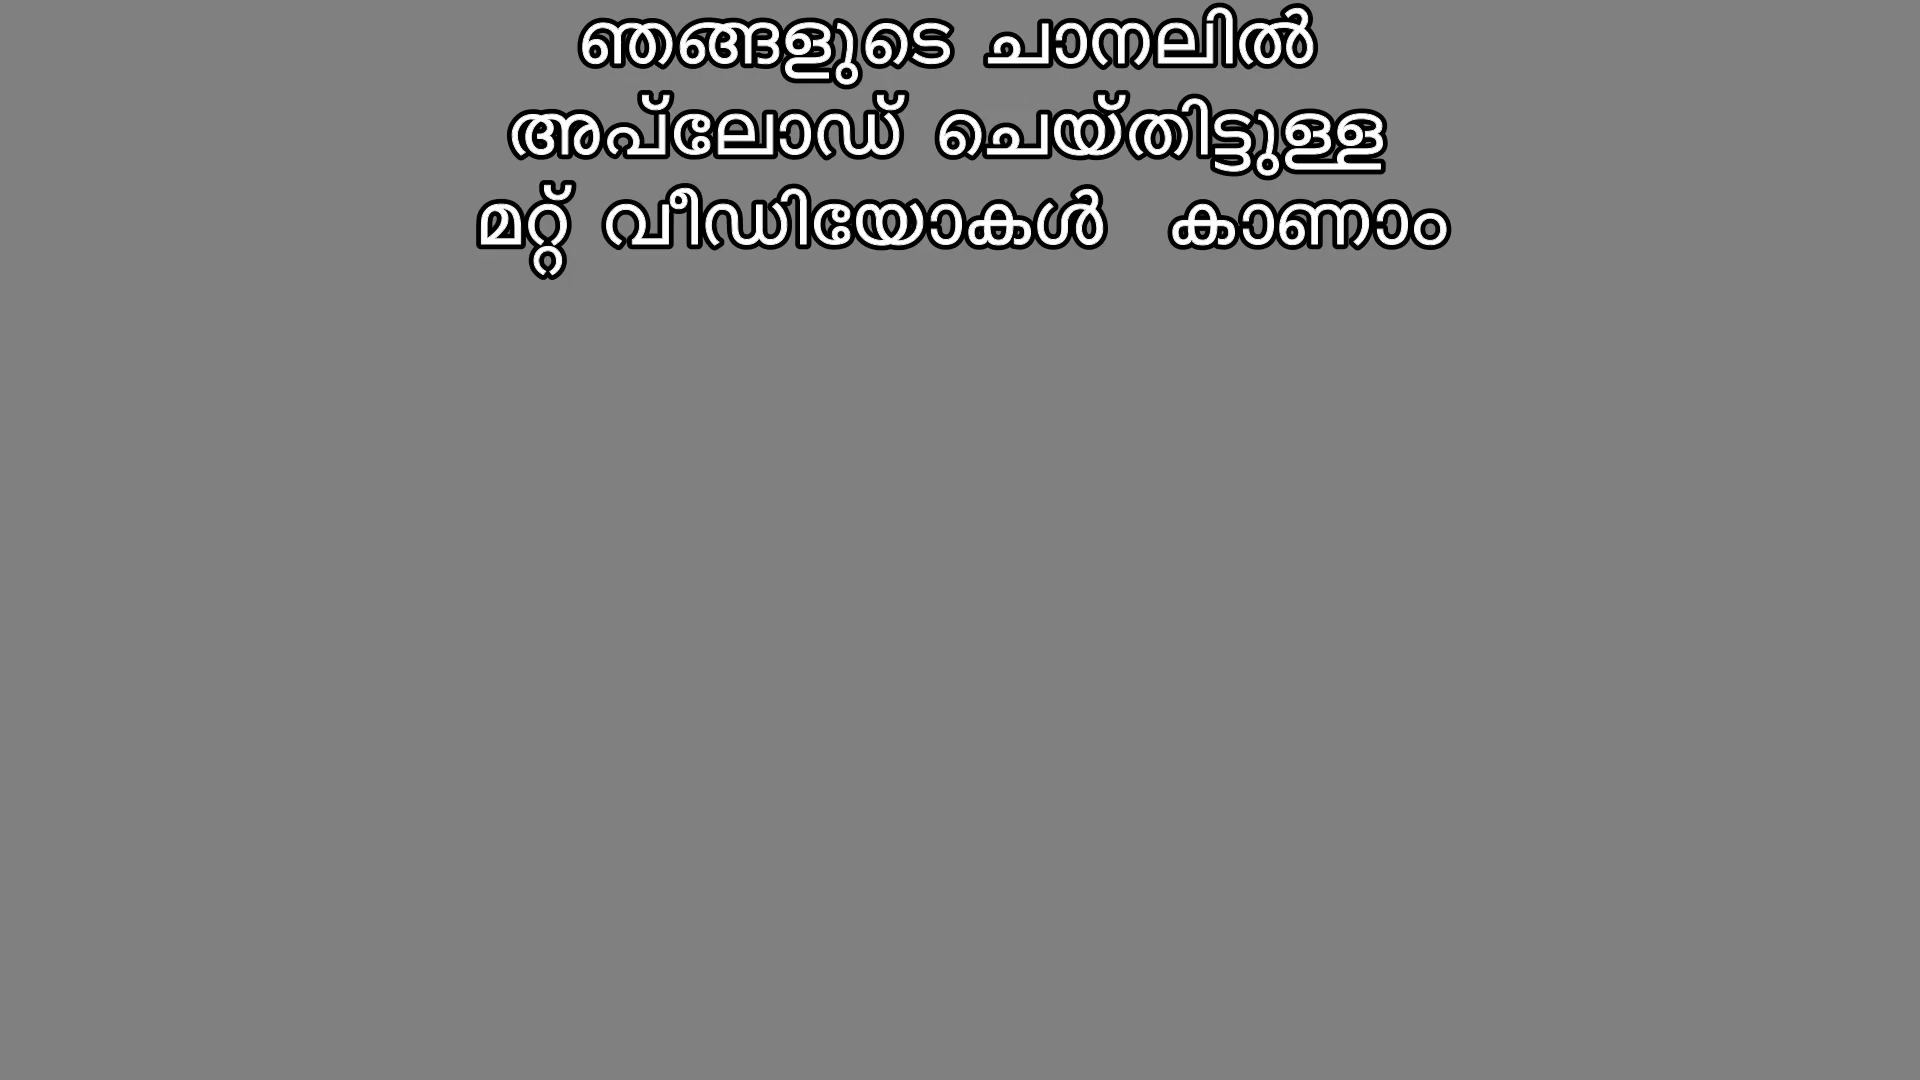 ഞങ്ങളുടെ ചാനലിൽ
അപ്‌ലോഡ് ചെയ്തിട്ടുള്ള
മറ്റ് വീഡിയോകൾ കാണാം